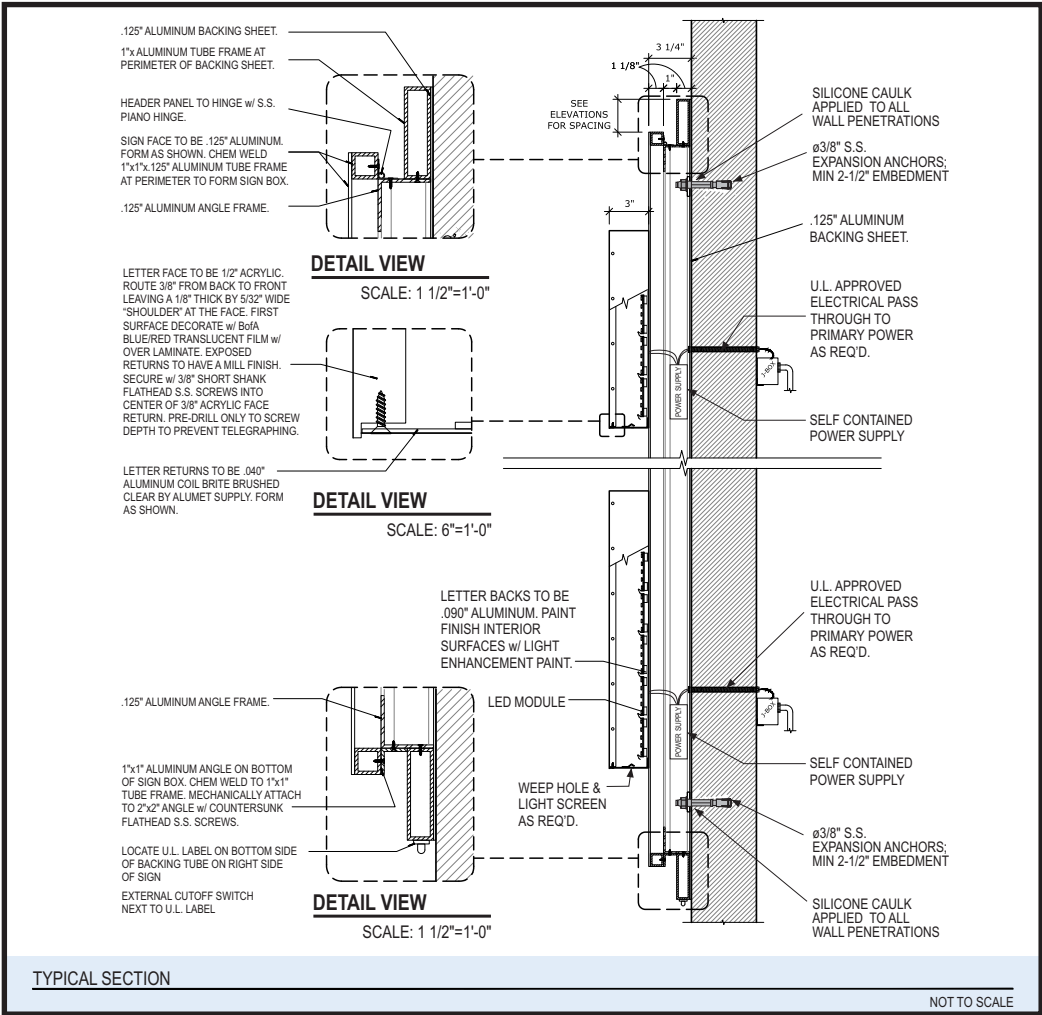 .125" ALUMINUM BACKING SHEET.
1"x ALUMINUM TUBE FRAME AT
PERIMETER OF BACKING SHEET.
HEADER PANEL TO HINGE w/ S.S.
PIANO HINGE.
SIGN FACE TO BE .125" ALUMINUM.
FORM AS SHOWN. CHEM WELD
1"x1"x.125" ALUMINUM TUBE FRAME
AT PERIMETER TO FORM SIGN BOX.
.125" ALUMINUM ANGLE FRAME.
DETAIL VIEW
SCALE: 1 1/2"=1'-0"
3 1/4"
1 1/8"
1"
SEE
ELEVATIONS
FOR SPACING
3"
SILICONE CAULK
APPLIED TO ALL
WALL PENETRATIONS
ø3/8" S.S.
EXPANSION ANCHORS;
MIN 2-1/2" EMBEDMENT
.125" ALUMINUM
BACKING SHEET.
U.L. APPROVED
ELECTRICAL PASS
THROUGH TO
PRIMARY POWER
AS REQ'D.
J-BOX
POWER SUPPLY
SELF CONTAINED
POWER SUPPLY
LETTER FACE TO BE 1/2" ACRYLIC.
ROUTE 3/8" FROM BACK TO FRONT
LEAVING A 1/8" THICK BY 5/32" WIDE
“SHOULDER” AT THE FACE. FIRST
SURFACE DECORATE w/ BofA
BLUE/RED TRANSLUCENT FILM w/
OVER LAMINATE. EXPOSED
RETURNS TO HAVE A MILL FINISH.
SECURE w/ 3/8" SHORT SHANK
FLATHEAD S.S. SCREWS INTO
CENTER OF 3/8" ACRYLIC FACE
RETURN. PRE-DRILL ONLY TO SCREW
DEPTH TO PREVENT TELEGRAPHING.
LETTER RETURNS TO BE .040"
ALUMINUM COIL BRITE BRUSHED
CLEAR BY ALUMET SUPPLY. FORM
AS SHOWN.
DETAIL VIEW
SCALE: 6"=1'-0"
LETTER BACKS TO BE
.090" ALUMINUM. PAINT
FINISH INTERIOR
SURFACES w/ LIGHT
ENHANCEMENT PAINT.
LED MODULE
WEEP HOLE &
LIGHT SCREEN
AS REQ'D.
U.L. APPROVED
ELECTRICAL PASS
THROUGH TO
PRIMARY POWER
AS REQ'D.
J-BOX
POWER SUPPLY
SELF CONTAINED
POWER SUPPLY
ø3/8" S.S.
EXPANSION ANCHORS;
MIN 2-1/2" EMBEDMENT
SILICONE CAULK
APPLIED TO ALL
WALL PENETRATIONS
.125" ALUMINUM ANGLE FRAME.
1"x1" ALUMINUM ANGLE ON BOTTOM
OF SIGN BOX. CHEM WELD TO 1"x1"
TUBE FRAME. MECHANICALLY ATTACH
TO 2"x2" ANGLE w/ COUNTERSUNK
FLATHEAD S.S. SCREWS.
LOCATE U.L. LABEL ON BOTTOM SIDE
OF BACKING TUBE ON RIGHT SIDE
OF SIGN
EXTERNAL CUTOFF SWITCH
NEXT TO U.L. LABEL
DETAIL VIEW
SCALE: 1 1/2"=1'-0"
TYPICAL SECTION
NOT TO SCALE